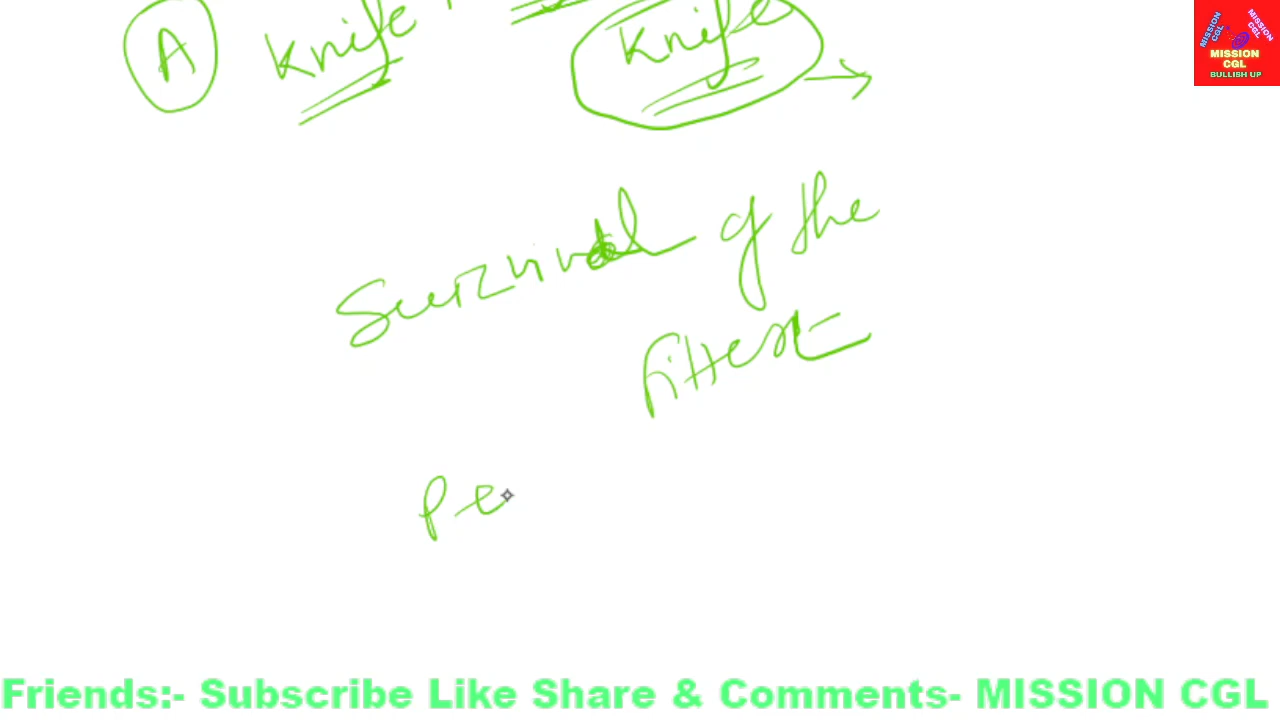 A Knife Knife
Survival of the
fittest
Pe
MISSION CGL
MISSION CGL
MISSION
CGL
BULLISH UP
Friends:- Subscribe Like Share & Comments- MISSION CGL